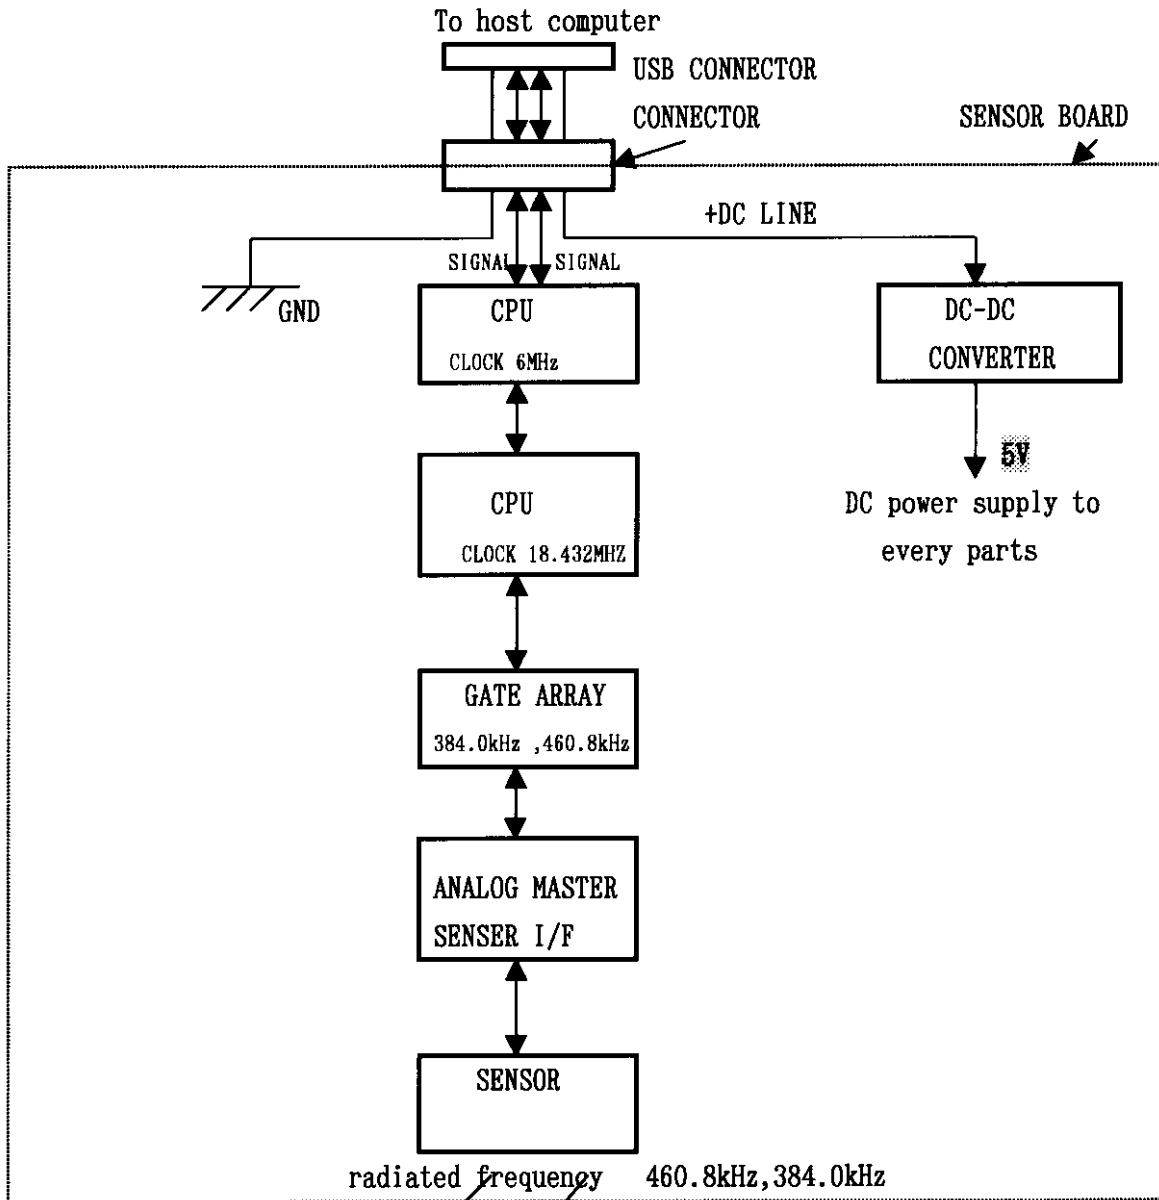 To host computer
USB CONNECTOR
CONNECTOR
SENSOR BOARD
+DC LINE
SIGNAL
SIGNAL
GND
CPU
CLOCK 6MHz
DC-DC
CONVERTER
5V
DC power supply to
every parts
CPU
CLOCK 18.432MHZ
GATE ARRAY
384.0kHz ,460.8kHz
ANALOG MASTER
SENSER I/F
SENSOR
radiated frequency 460.8kHz,384.0kHz